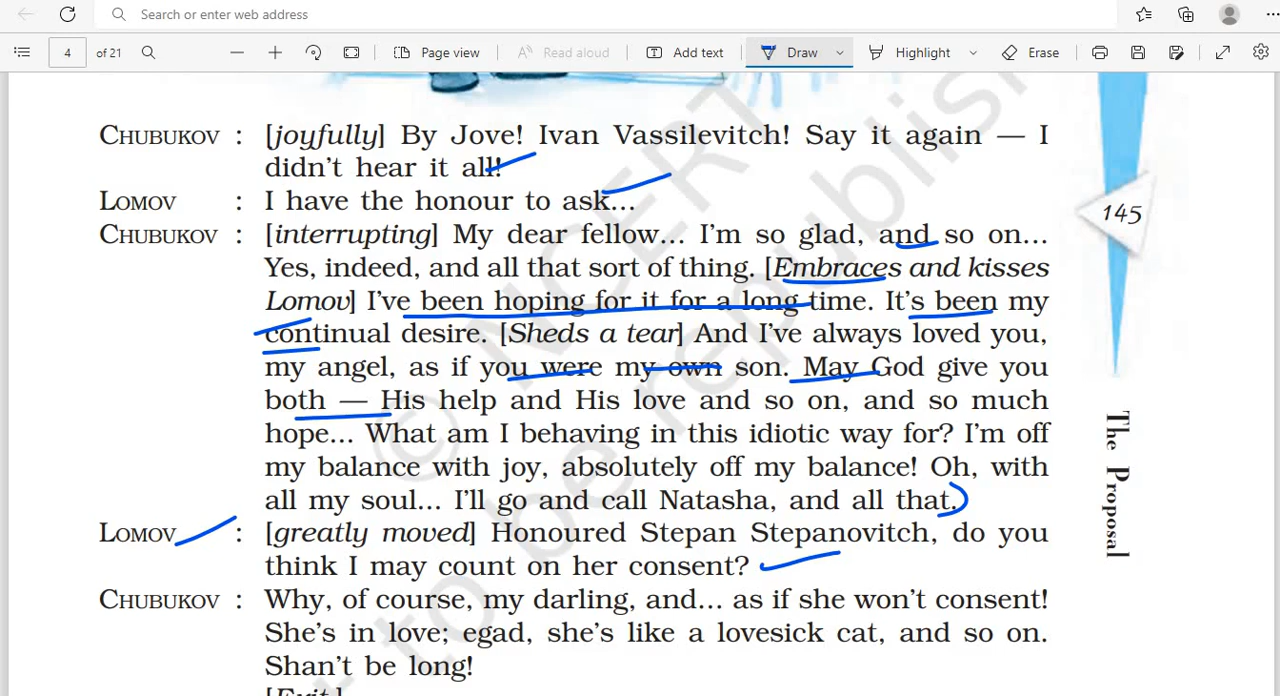 Search or enter web address
4 of 21 Page view Read aloud Add text Draw Highlight Erase
CHUBUKOV : [joyfully] By Jove! Ivan Vassilevitch! Say it again — I
didn't hear it all!
LOMOV : I have the honour to ask...
CHUBUKOV : [interrupting] My dear fellow... I'm so glad, and so on...
Yes, indeed, and all that sort of thing. [Embraces and kisses
Lomov] I've been hoping for it for a long time. It's been my
continual desire. [Sheds a tear] And I've always loved you,
my angel, as if you were my own son. May God give you
both — His help and His love and so on, and so much
hope... What am I behaving in this idiotic way for? I'm off
my balance with joy, absolutely off my balance! Oh, with
all my soul... I'll go and call Natasha, and all that.
LOMOV : [greatly moved] Honoured Stepan Stepanovitch, do you
think I may count on her consent?
CHUBUKOV : Why, of course, my darling, and... as if she won't consent!
She's in love; egad, she's like a lovesick cat, and so on.
Shan't be long!
[Exit.]
145
The Proposal
© NCERT
not to be republish